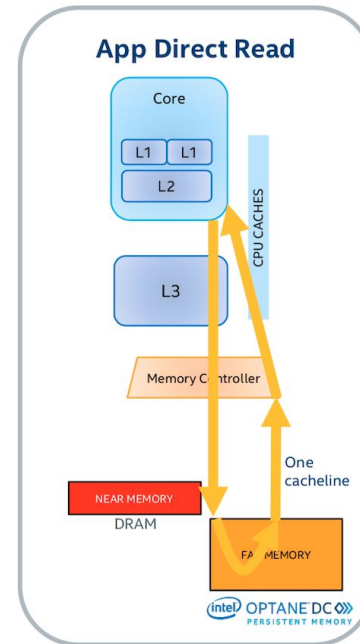 App Direct Read
Core
L1 L1
L2
CPU CACHES
L3
Memory Controller
One
cacheline
NEAR MEMORY
DRAM
MEMORY
intel OPTANE DC
PERSISTENT MEMORY